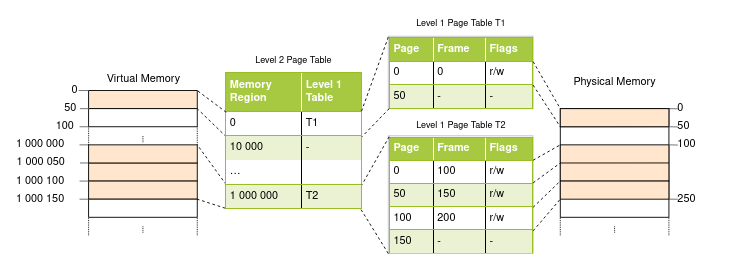 Level 1 Page Table T1
Level 2 Page Table
Virtual Memory
Physical Memory
0
50
100
1 000 000
1 000 050
1 000 100
1 000 150
Memory Region Level 1 Table
0 T1
10 000 -
...
1 000 000 T2
Page Frame Flags
0 0 r/w
50 - -
Level 1 Page Table T2
Page Frame Flags
0 100 r/w
50 150 r/w
100 200 r/w
150 - -
0
50
100
250